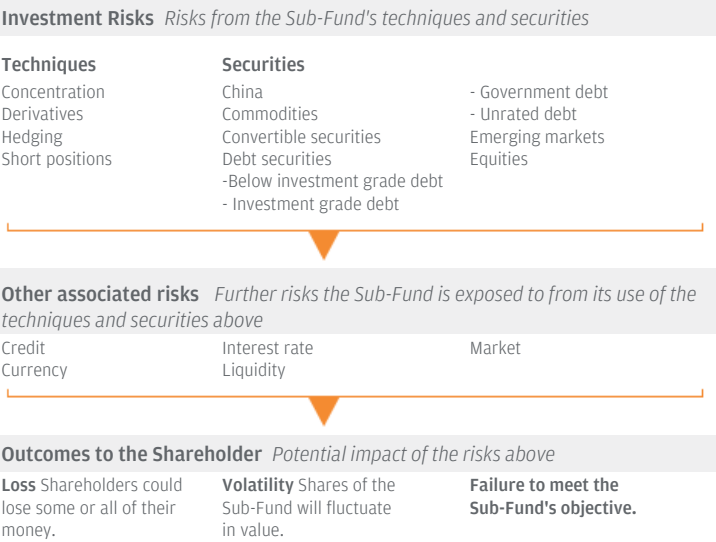 Investment Risks Risks from the Sub-Fund's techniques and securities
Techniques
Concentration
Derivatives
Hedging
Short positions
Securities
China
Commodities
Convertible securities
Debt securities
-Below investment grade debt
- Investment grade debt
- Government debt
- Unrated debt
Emerging markets
Equities
Other associated risks Further risks the Sub-Fund is exposed to from its use of the
techniques and securities above
Credit
Currency
Interest rate
Liquidity
Market
Outcomes to the Shareholder Potential impact of the risks above
Loss Shareholders could
lose some or all of their
money.
Volatility Shares of the
Sub-Fund will fluctuate
in value.
Failure to meet the
Sub-Fund's objective.